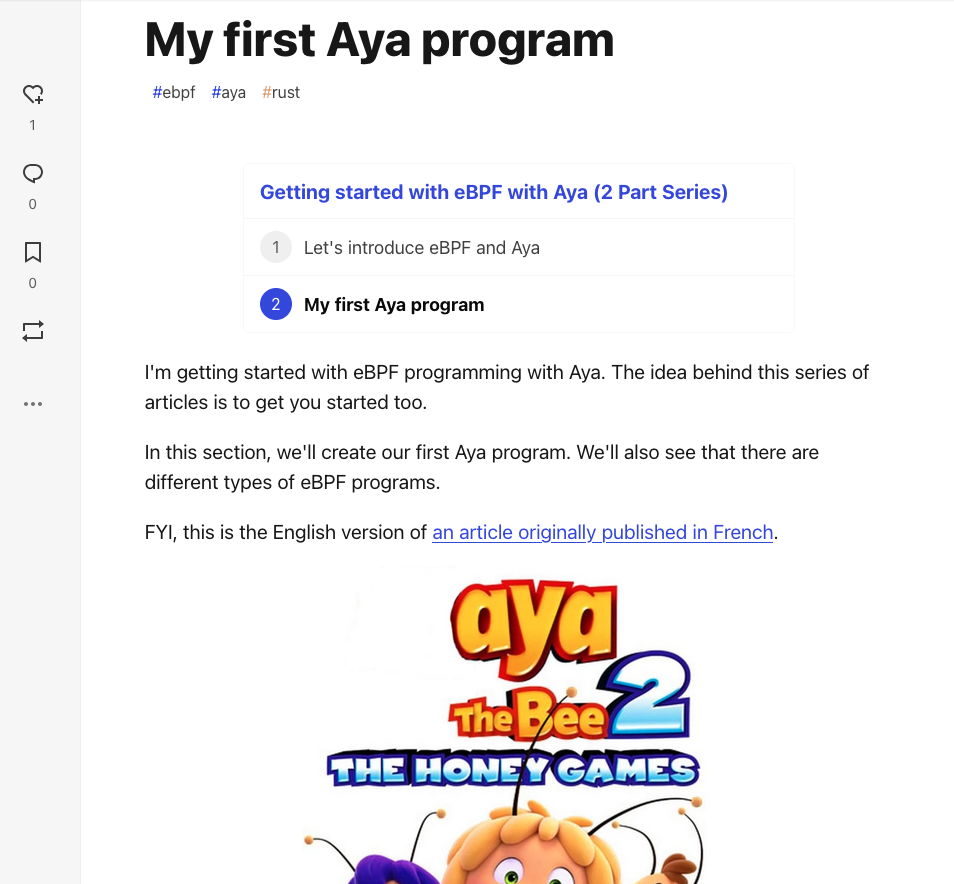 My first Aya program
#ebpf #aya #rust
1
0
0
Getting started with eBPF with Aya (2 Part Series)
1 Let's introduce eBPF and Aya
2 My first Aya program
I'm getting started with eBPF programming with Aya. The idea behind this series of
articles is to get you started too.
In this section, we'll create our first Aya program. We'll also see that there are
different types of eBPF programs.
FYI, this is the English version of an article originally published in French.
aya
The Bee 2
THE HONEY GAMES